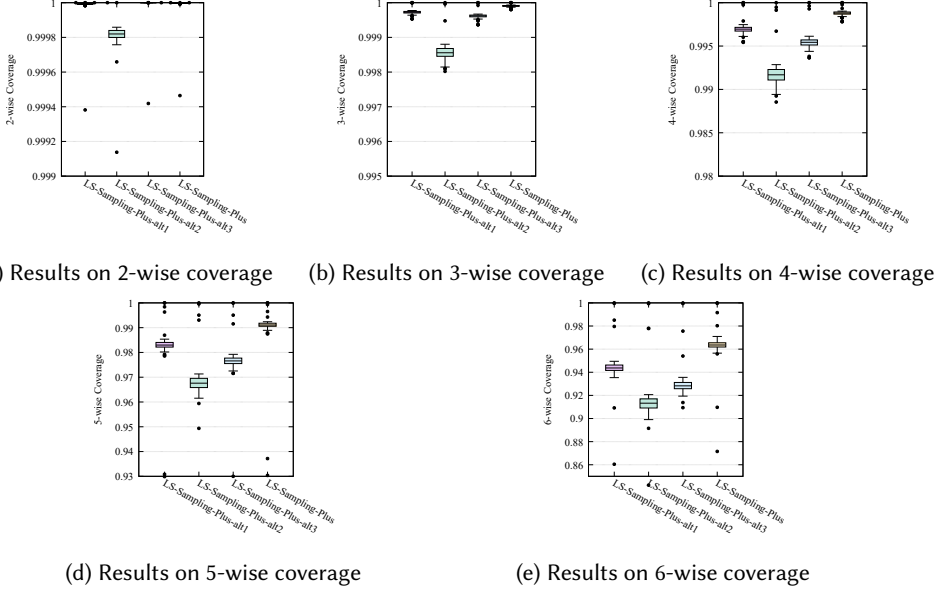 1
0.9998
0.9996
0.9994
0.9992
0.999
2-wise Coverage
LS-Sampling-Plus-alt1
LS-Sampling-Plus-alt2
LS-Sampling-Plus-alt3
LS-Sampling-Plus
1
0.999
0.998
0.997
0.996
0.995
3-wise Coverage
LS-Sampling-Plus-alt1
LS-Sampling-Plus-alt2
LS-Sampling-Plus-alt3
LS-Sampling-Plus
1
0.995
0.99
0.985
0.98
4-wise Coverage
LS-Sampling-Plus-alt1
LS-Sampling-Plus-alt2
LS-Sampling-Plus-alt3
LS-Sampling-Plus
) Results on 2-wise coverage
(b) Results on 3-wise coverage
(c) Results on 4-wise coverage
1
0.99
0.98
0.97
0.96
0.95
0.94
0.93
5-wise Coverage
LS-Sampling-Plus-alt1
LS-Sampling-Plus-alt2
LS-Sampling-Plus-alt3
LS-Sampling-Plus
1
0.98
0.96
0.94
0.92
0.9
0.88
0.86
6-wise Coverage
LS-Sampling-Plus-alt1
LS-Sampling-Plus-alt2
LS-Sampling-Plus-alt3
LS-Sampling-Plus
(d) Results on 5-wise coverage
(e) Results on 6-wise coverage